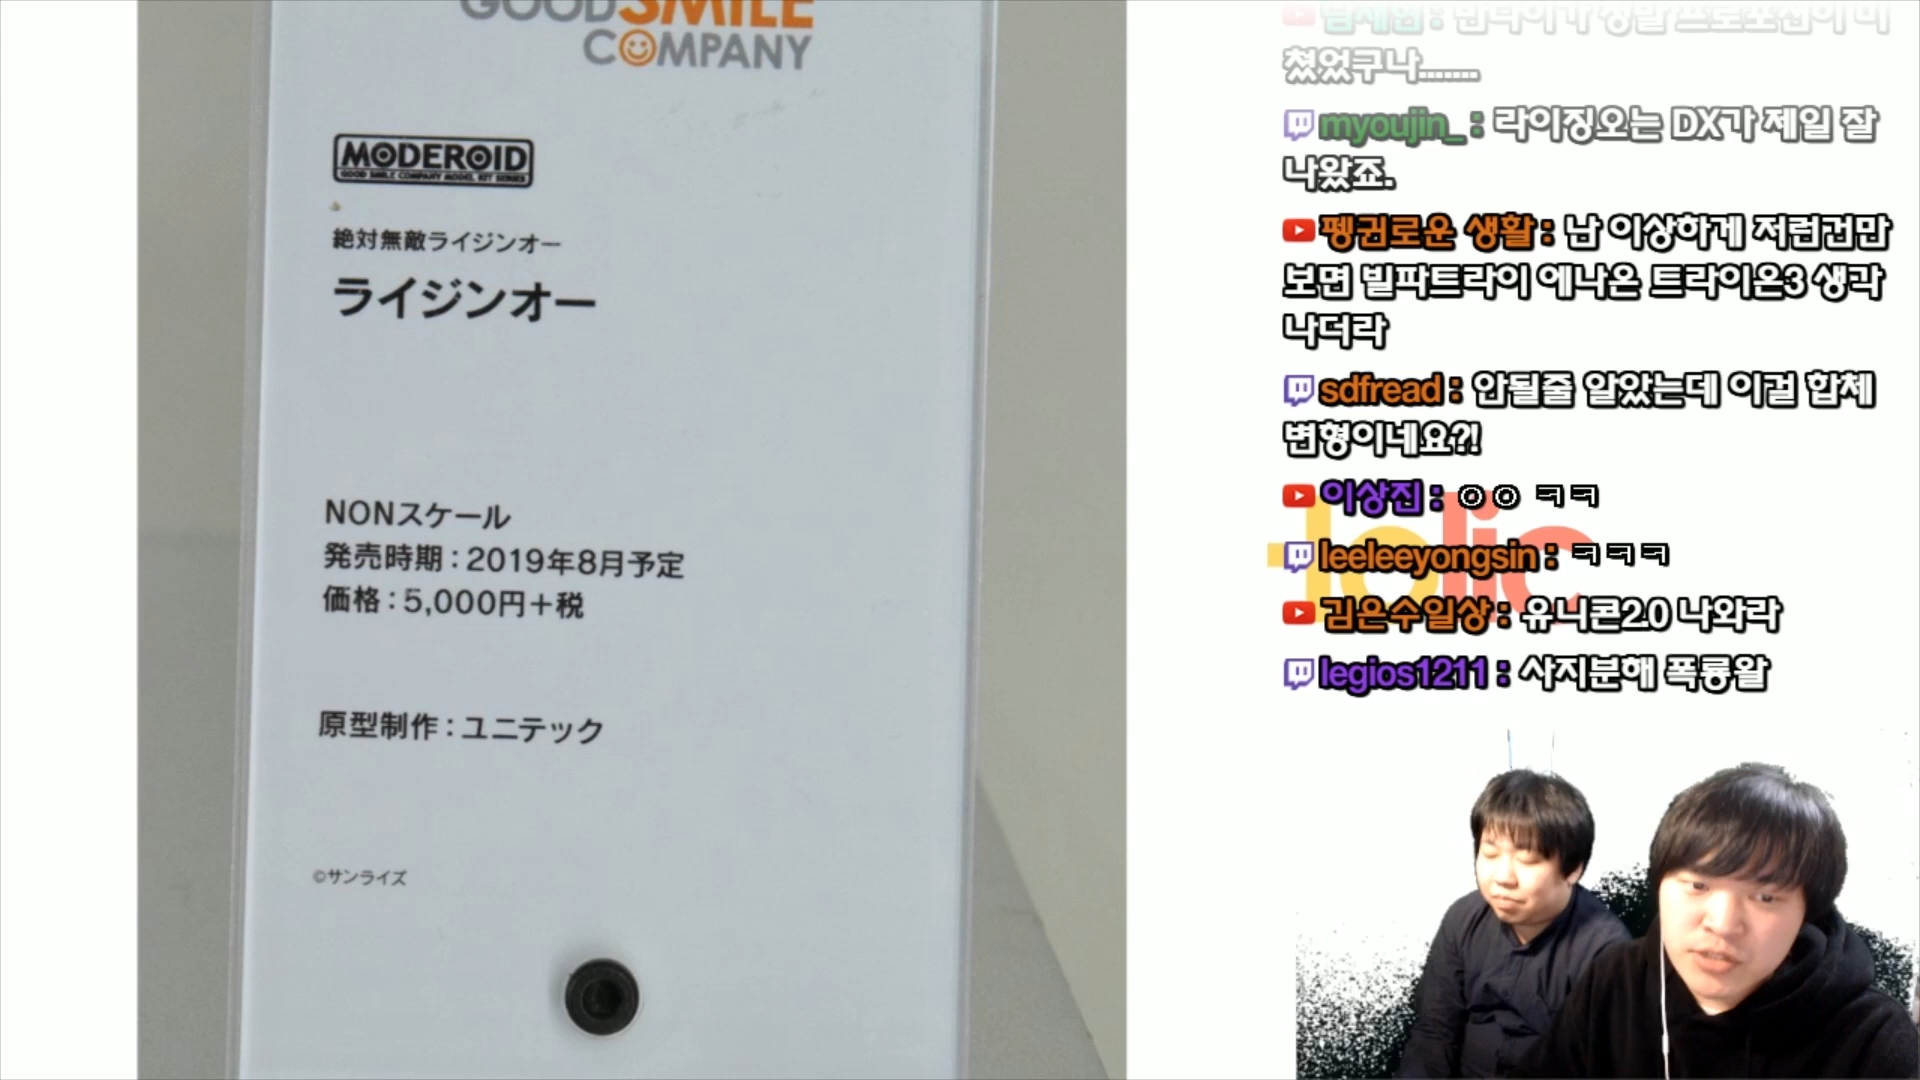 GOODSMILE
COMPANY
MODEROID
GOOD SMILE COMPANY MODEL KIT SERIES
絶対無敵ライジンオー
ライジンオー
NONスケール
発売時期：2019年8月予定
価格：5,000円＋税
原型制作：ユニテック
©サンライズ
쳤었구나.......
myoujin_ : 라이징오는 DX가 제일 잘
나왔죠.
펭귄로운 생활 : 난 이상하게 저런건만
보면 빌파트라이 에나온 트라이온3 생각
나더라
sdfread : 안될줄 알았는데 이걸 합체
변형이네요?!
이상진 : ㅇㅇ ㅋㅋ
leeleeyongsin : ㅋㅋㅋ
김은수일상 : 유니콘2.0 나와라
legios1211 : 사지분해 폭룡왈